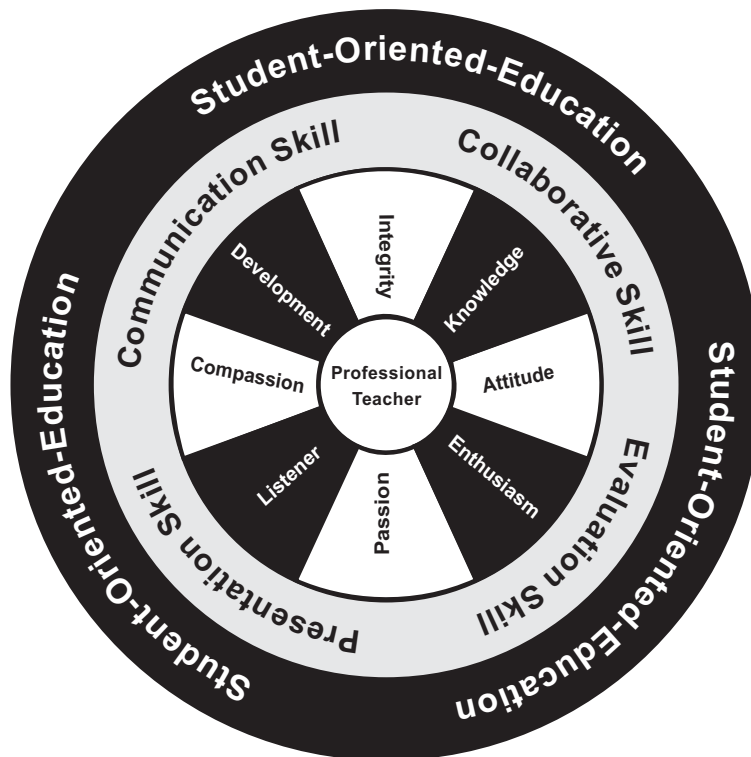 Student-Oriented-Education
Student-Oriented-Education
Student-Oriented-Education
Communication Skill
Collaborative Skill
Evaluation Skill
Presentation Skill
Integrity
Knowledge
Attitude
Enthusiasm
Passion
Listener
Compassion
Development
Professional
Teacher